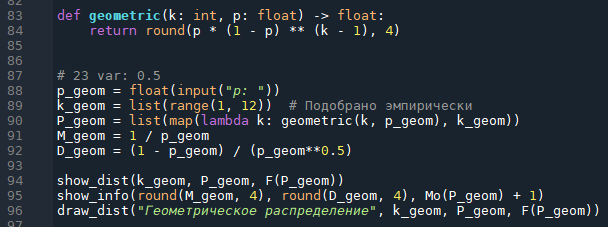 82
83 def geometric(k: int, p: float) -> float:
84     return round(p * (1 - p) ** (k - 1), 4)
85
86
87 # 23 var: 0.5
88 p_geom = float(input("p: "))
89 k_geom = list(range(1, 12))  # Подобрано эмпирически
90 P_geom = list(map(lambda k: geometric(k, p_geom), k_geom))
91 M_geom = 1 / p_geom
92 D_geom = (1 - p_geom) / (p_geom**0.5)
93
94 show_dist(k_geom, P_geom, F(P_geom))
95 show_info(round(M_geom, 4), round(D_geom, 4), Mo(P_geom) + 1)
96 draw_dist("Геометрическое распределение", k_geom, P_geom, F(P_geom))
97